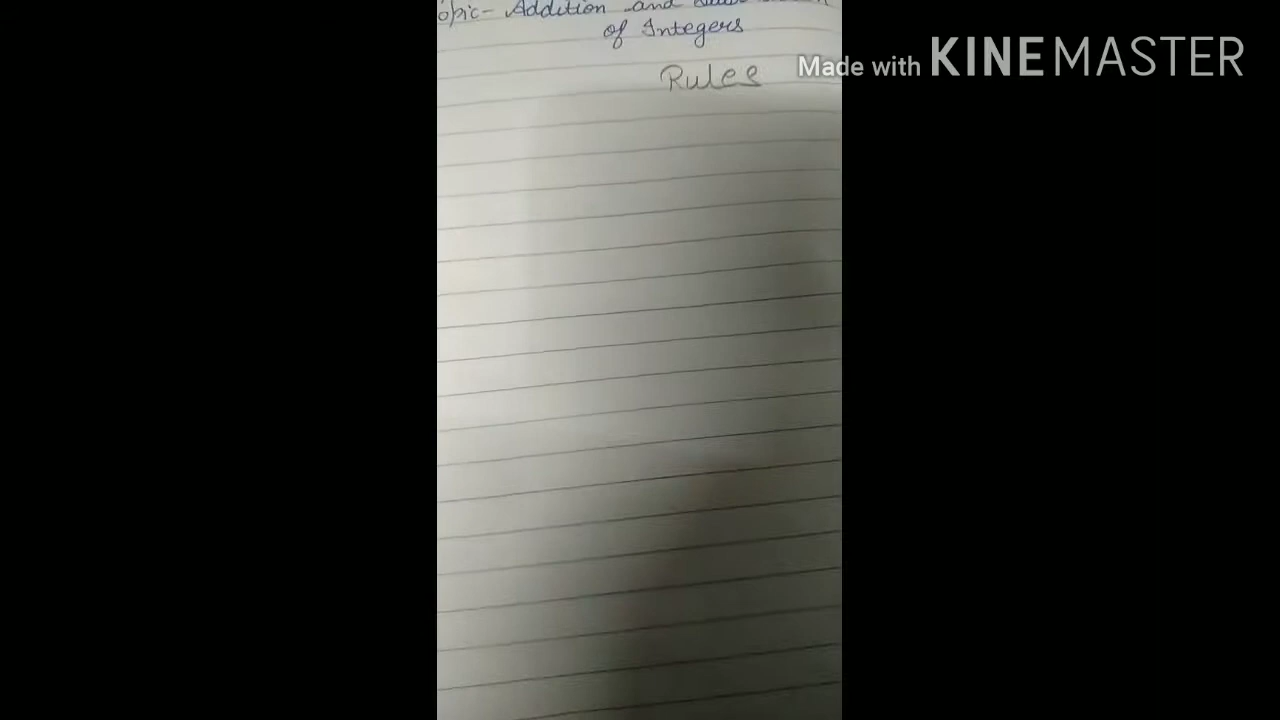 opic- Addition and
of Integers
Rules
Made with KINEMASTER